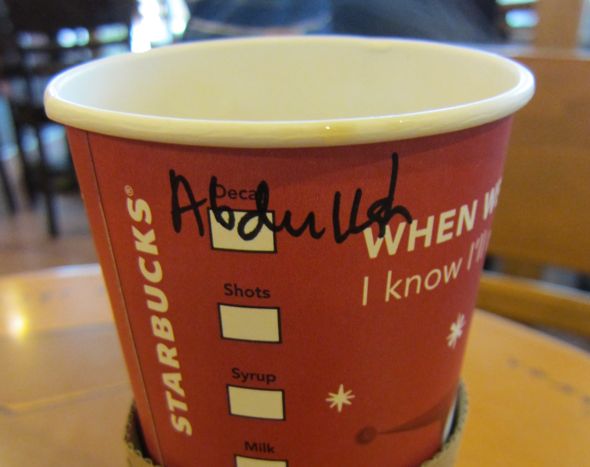 Abdullah
STARBUCKS®
Decaf
Shots
Syrup
Milk
WHEN
I know I'll